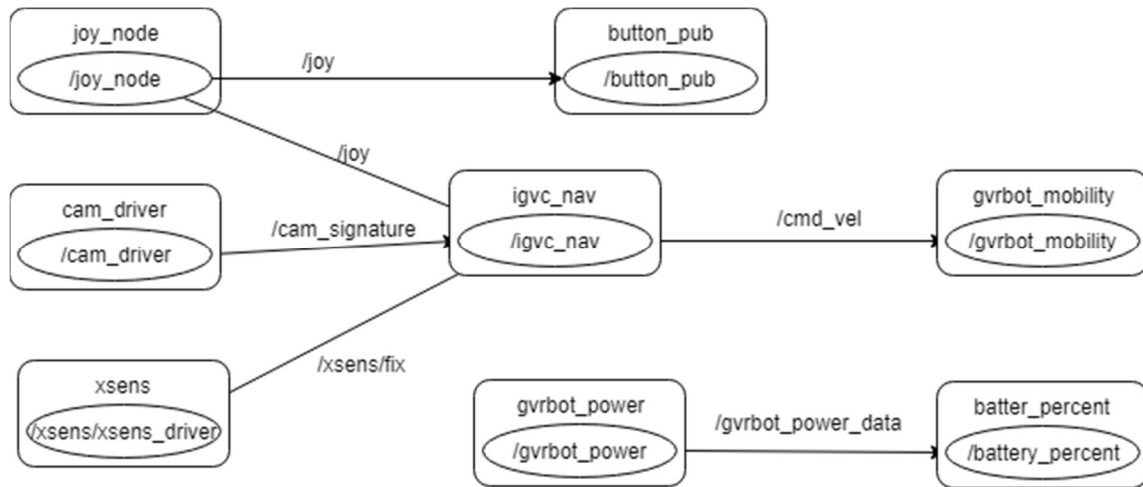 joy_node
/joy_node
/joy
button_pub
/button_pub
/joy
cam_driver
/cam_driver
/cam_signature
igvc_nav
/igvc_nav
/cmd_vel
gvrbot_mobility
/gvrbot_mobility
xsens
/xsens/xsens_driver
/xsens/fix
gvrbot_power
/gvrbot_power
/gvrbot_power_data
batter_percent
/battery_percent